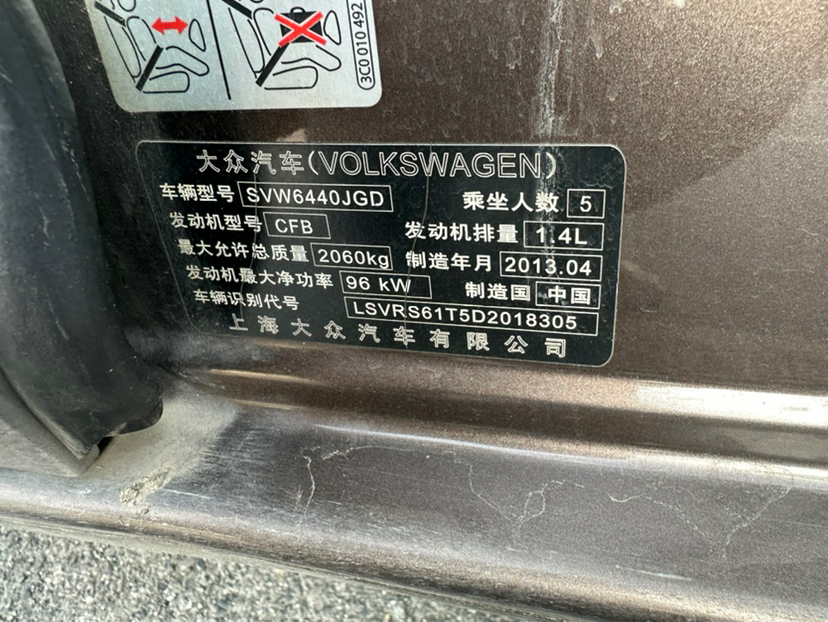 3C0 010 492
大众汽车(VOLKSWAGEN)
车辆型号 SVW6440JGD 乘坐人数 5
发动机型号 CFB 发动机排量 1.4L
最大允许总质量 2060kg 制造年月 2013.04
发动机最大净功率 96 kW 制造国 中国
车辆识别代号 LSVRS61T5D2018305
上海大众汽车有限公司